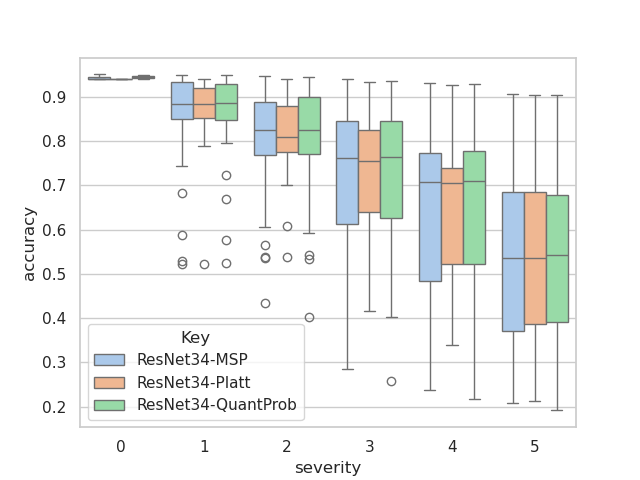 0.9
0.8
0.7
0.6
0.5
0.4
0.3
0.2
accuracy
Key
ResNet34-MSP
ResNet34-Platt
ResNet34-QuantProb
0 1 2 3 4 5
severity